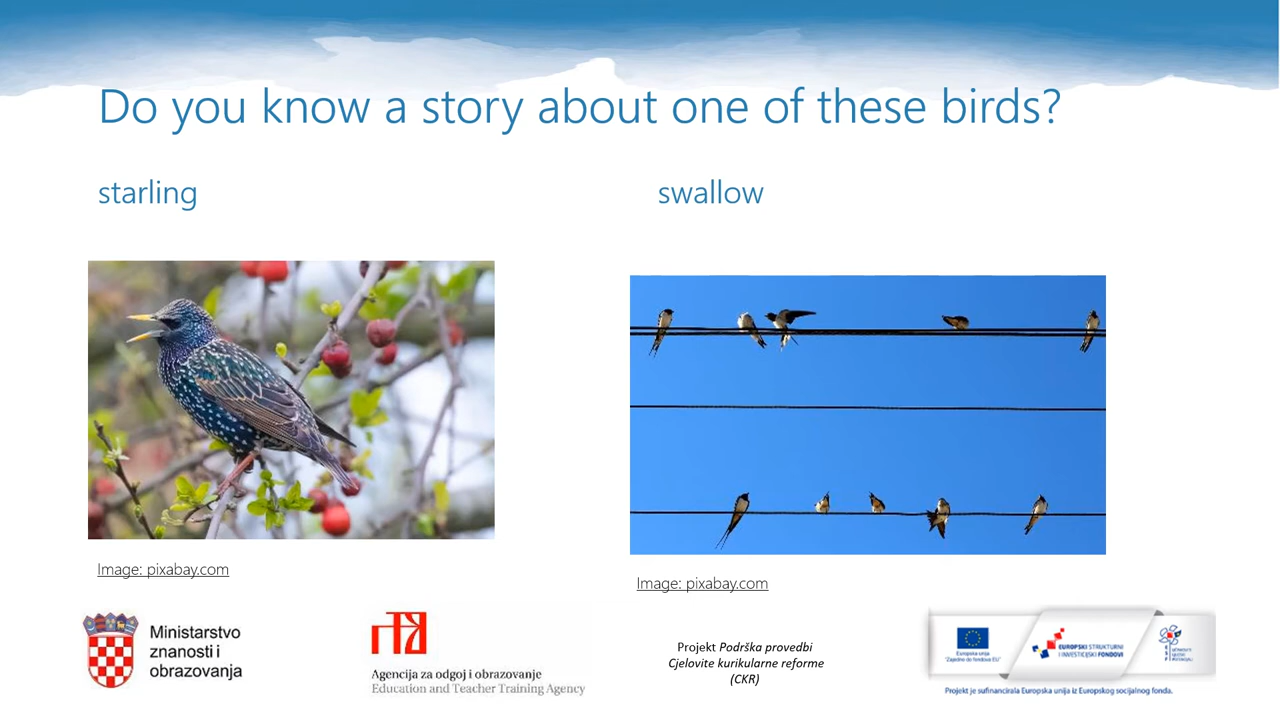 Do you know a story about one of these birds?
starling
swallow
Image: pixabay.com
Image: pixabay.com
Ministarstvo
znanosti i
obrazovanja
Agencija za odgoj i obrazovanje
Education and Teacher Training Agency
Projekt Podrška provedbi
Cjelovite kurikularne reforme
(CKR)
Europska unija
"Zajedno do fondova EU"
EUROPSKI STRUKTURNI
I INVESTICIJSKI FONDOVI
Projekt je sufinancirala Europska unija iz Europskog socijalnog fonda.